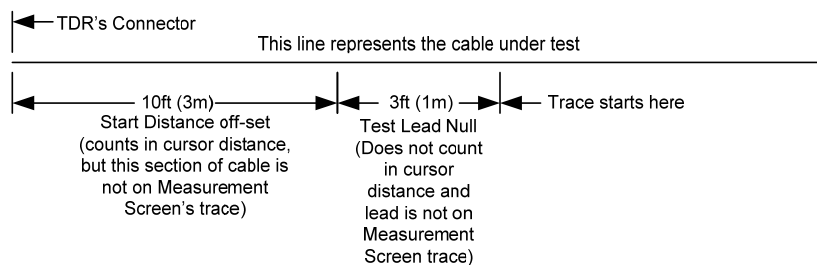 TDR's Connector
This line represents the cable under test
10ft (3m)
Start Distance off-set
(counts in cursor distance,
but this section of cable is
not on Measurement
Screen's trace)
3ft (1m)
Test Lead Null
(Does not count
in cursor
distance and
lead is not on
Measurement
Screen trace)
Trace starts here